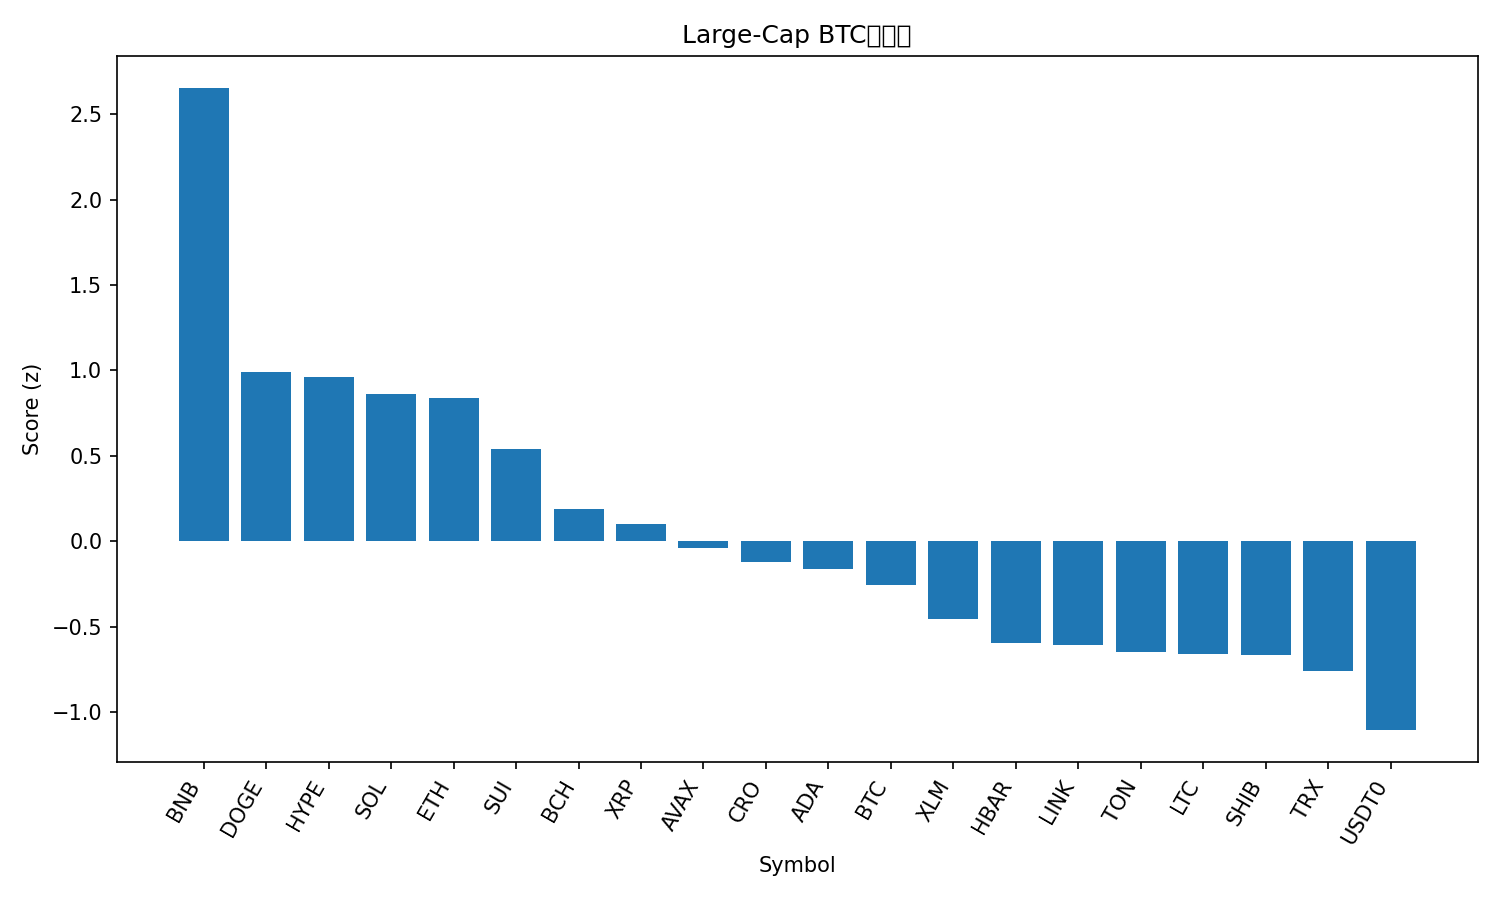 Large-Cap BTC
2.5
2.0
1.5
1.0
0.5
0.0
−0.5
−1.0
Score (z)
BNB
DOGE
HYPE
SOL
ETH
SUI
BCH
XRP
AVAX
CRO
ADA
BTC
XLM
HBAR
LINK
TON
LTC
SHIB
TRX
USDT0
Symbol